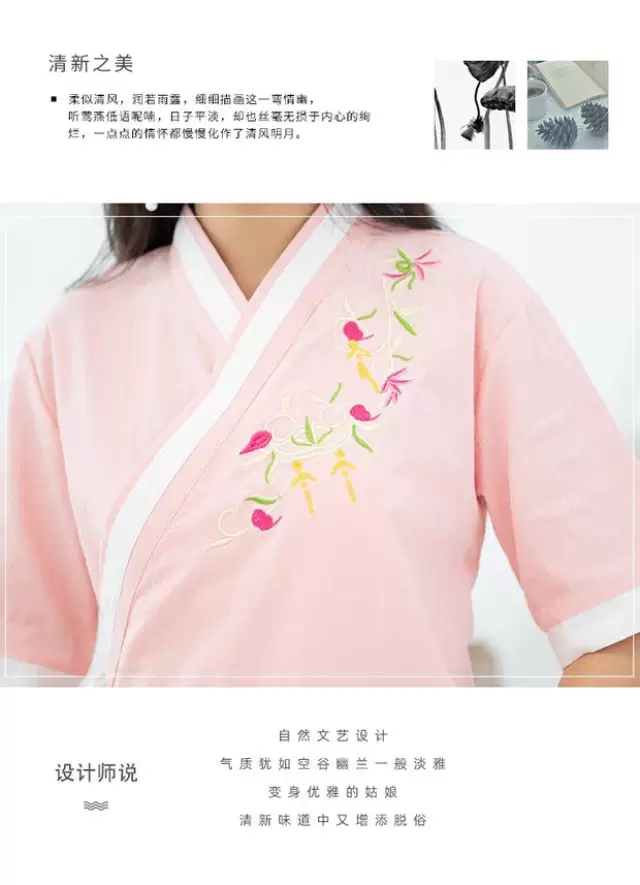 清新之美
柔似清风，润若雨露，细细描画这一弯情幽，
听莺燕低语呢喃，日子平淡，却也丝毫无损于内心的绚
烂，一点点的情怀都慢慢化作了清风明月。
设计师说
自然文艺设计
气质犹如空谷幽兰一般淡雅
变身优雅的姑娘
清新味道中又增添脱俗